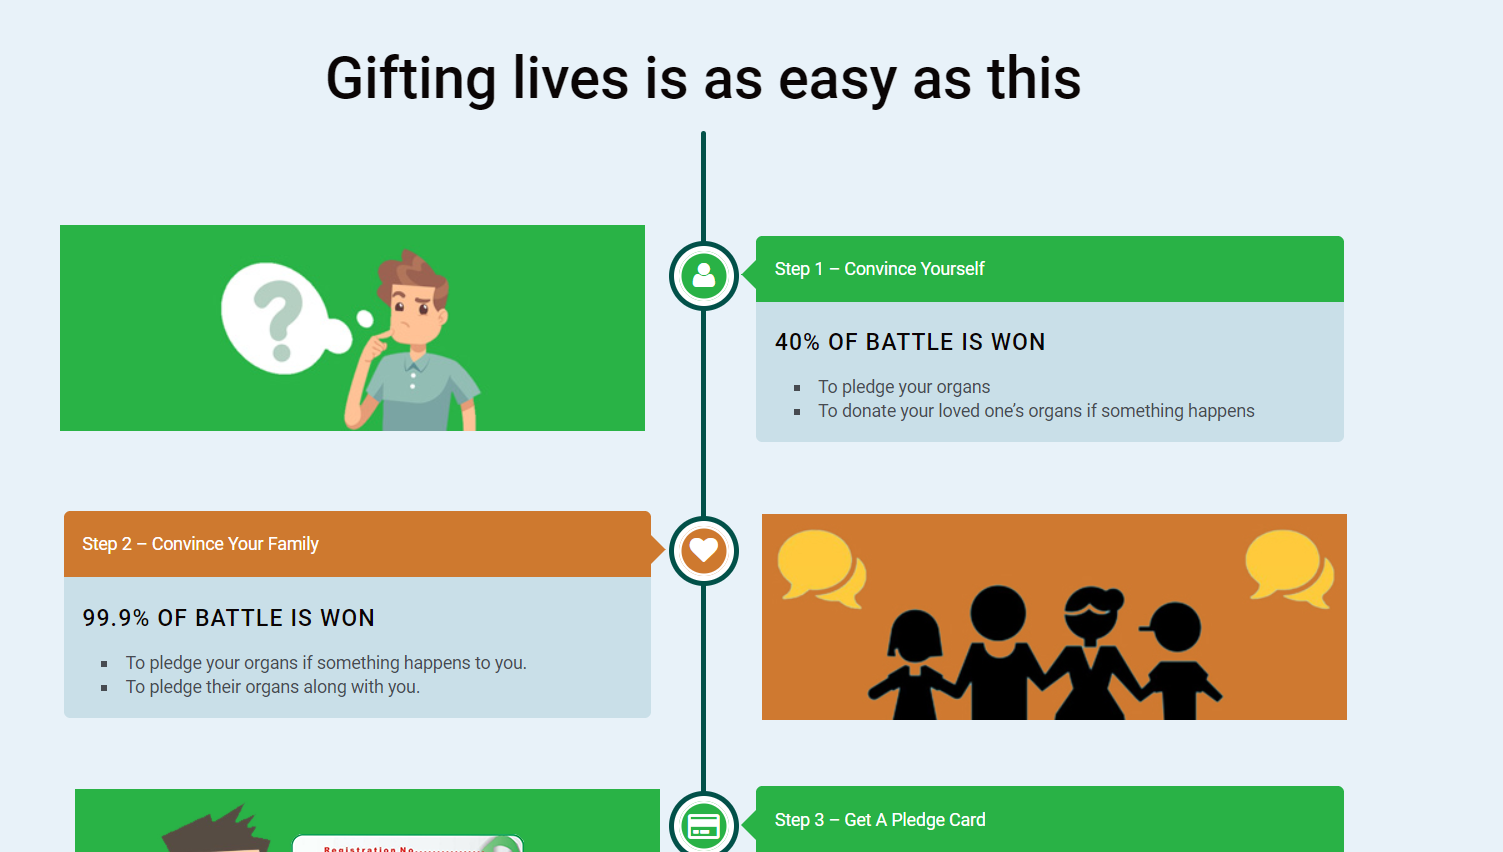 Gifting lives is as easy as this
?
Step 1 – Convince Yourself
40% OF BATTLE IS WON
To pledge your organs
To donate your loved one’s organs if something happens
Step 2 – Convince Your Family
99.9% OF BATTLE IS WON
To pledge your organs if something happens to you.
To pledge their organs along with you.
Step 3 – Get A Pledge Card
Registration No.